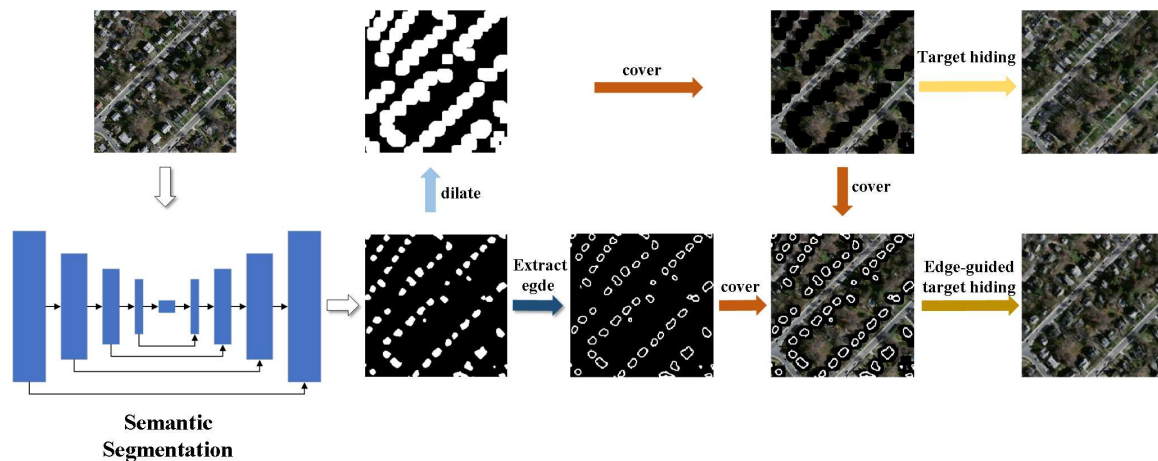 cover
Target hiding
dilate
cover
Extract
egde
cover
Edge-guided
target hiding
Semantic
Segmentation